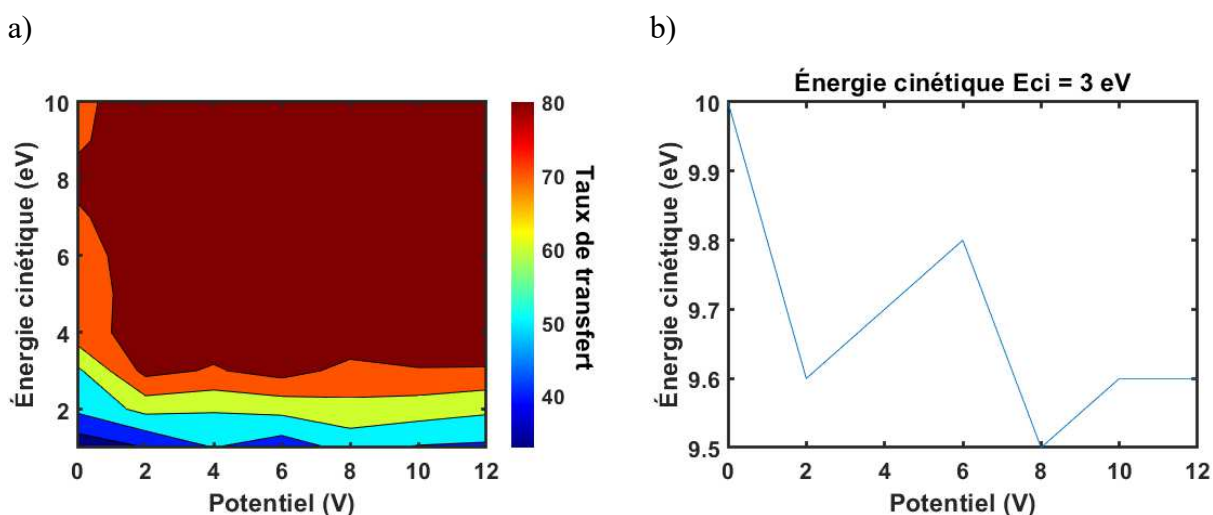 a)
Énergie cinétique (eV)
10
8
6
4
2
0 2 4 6 8 10 12
Potentiel (V)
80
70
60
50
40
Taux de transfert
b)
Énergie cinétique Eci = 3 eV
Énergie cinétique (eV)
10
9.9
9.8
9.7
9.6
9.5
0 2 4 6 8 10 12
Potentiel (V)